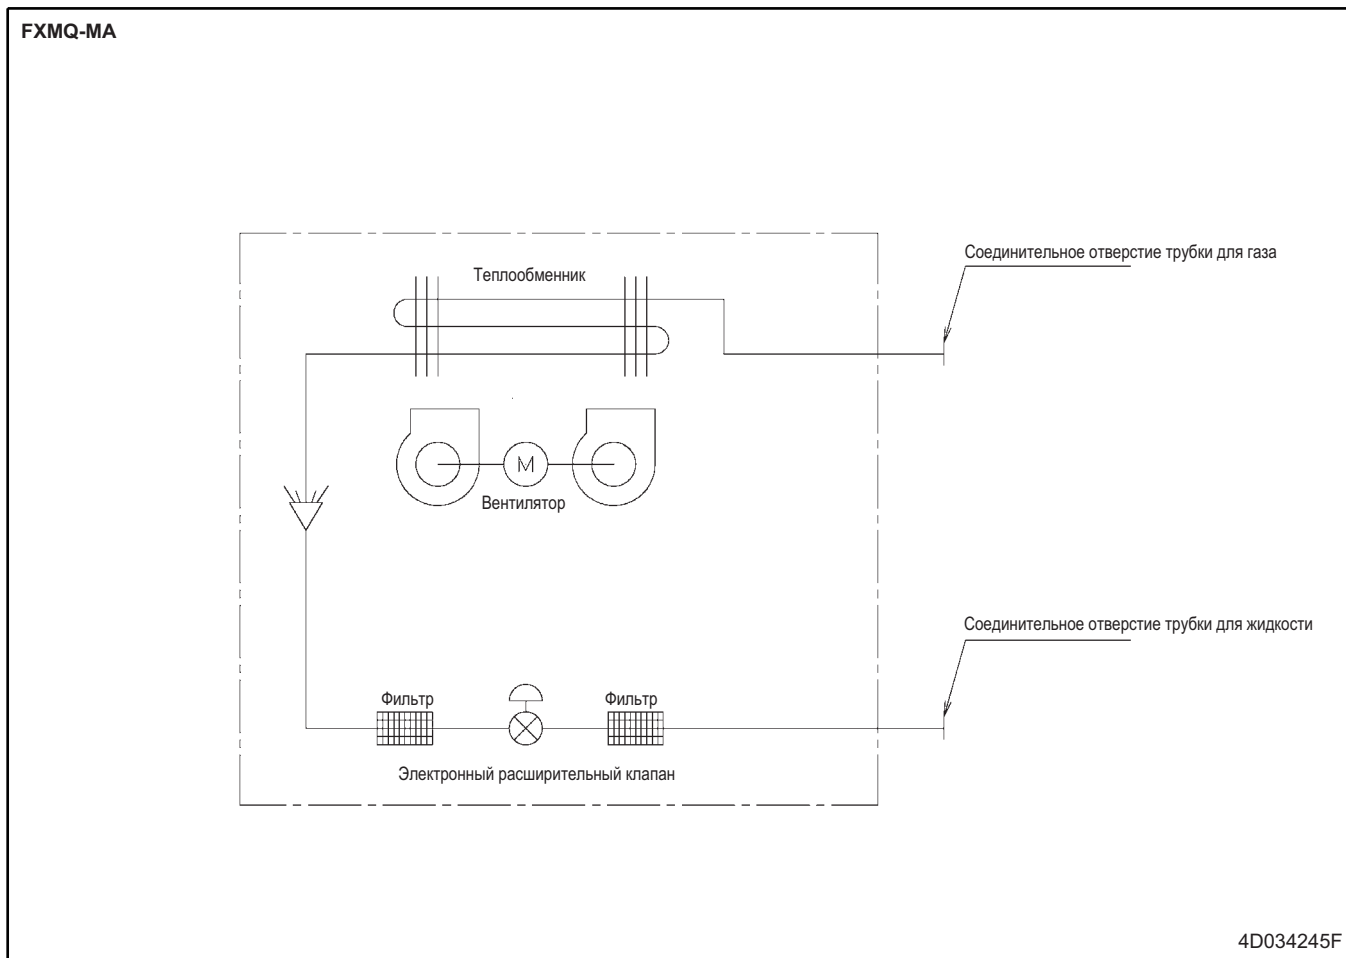 FXMQ-MA
Соединительное отверстие трубки для газа
Теплообменник
M
Вентилятор
Соединительное отверстие трубки для жидкости
Фильтр
Фильтр
Электронный расширительный клапан
4D034245F